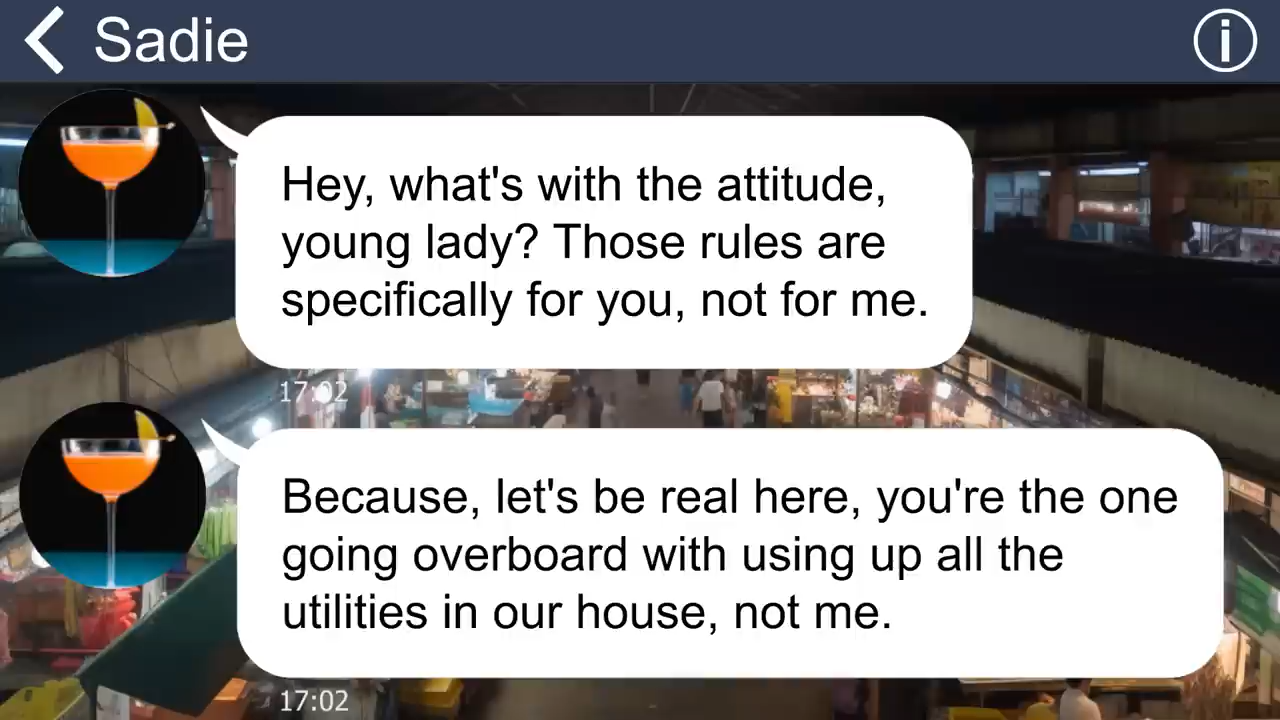 Sadie
Hey, what's with the attitude,
young lady? Those rules are
specifically for you, not for me.
17:02
Because, let's be real here, you're the one
going overboard with using up all the
utilities in our house, not me.
17:02